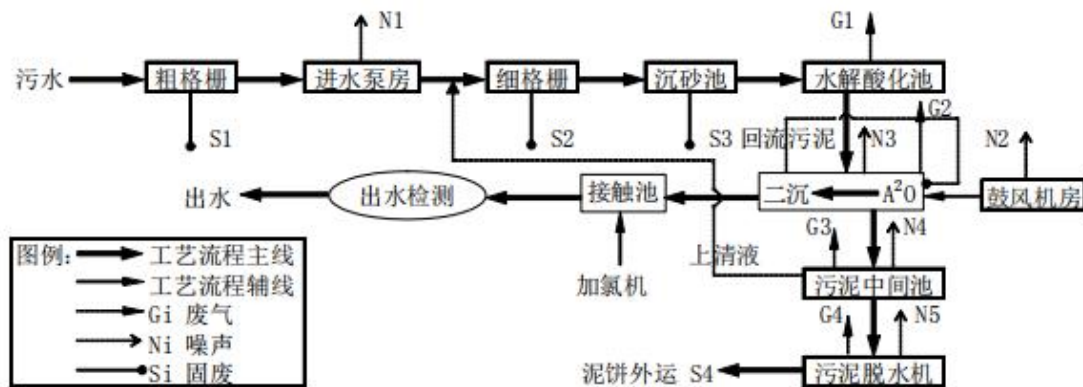 N1
G1
污水
粗格栅
进水泵房
细格栅
沉砂池
水解酸化池
S1
S2
S3
回流污泥
N3
G2
N2
出水
出水检测
接触池
二沉
A²O
鼓风机房
加氯机
上清液
G3
N4
污泥中间池
G4
N5
泥饼外运 S4
污泥脱水机
图例:
工艺流程主线
工艺流程辅线
Gi 废气
Ni 噪声
Si 固废